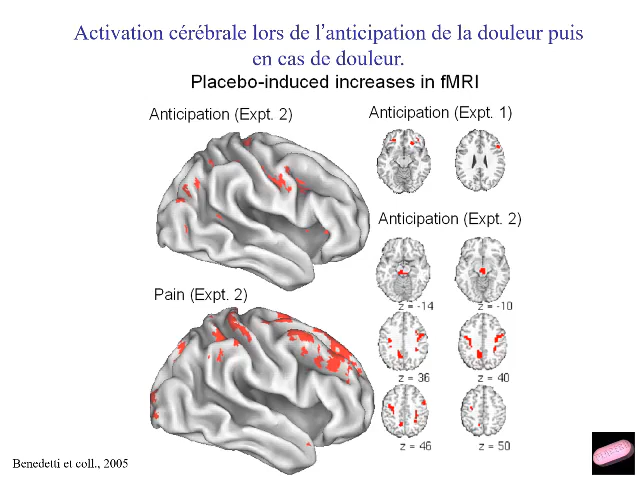 Activation cérébrale lors de l’anticipation de la douleur puis
en cas de douleur.
Placebo-induced increases in fMRI
Anticipation (Expt. 2)
Anticipation (Expt. 1)
Anticipation (Expt. 2)
z = -14
z = -10
Pain (Expt. 2)
z = 36
z = 40
z = 46
z = 50
Benedetti et coll., 2005